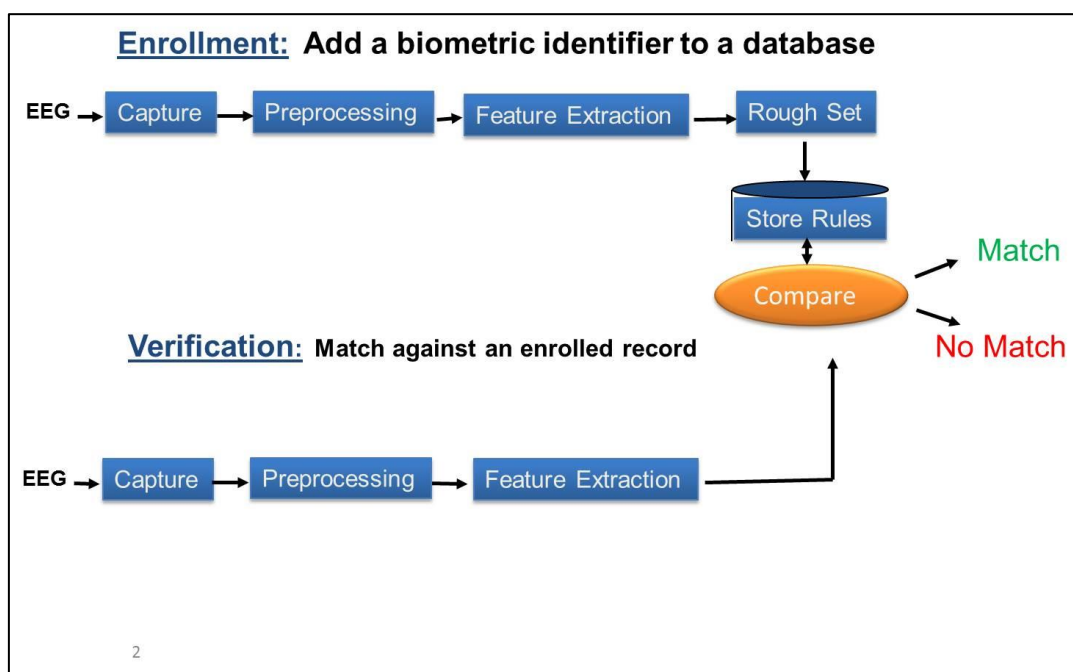 Enrollment: Add a biometric identifier to a database
EEG Capture Preprocessing Feature Extraction Rough Set
Store Rules
Match
Compare
No Match
Verification: Match against an enrolled record
EEG Capture Preprocessing Feature Extraction
2